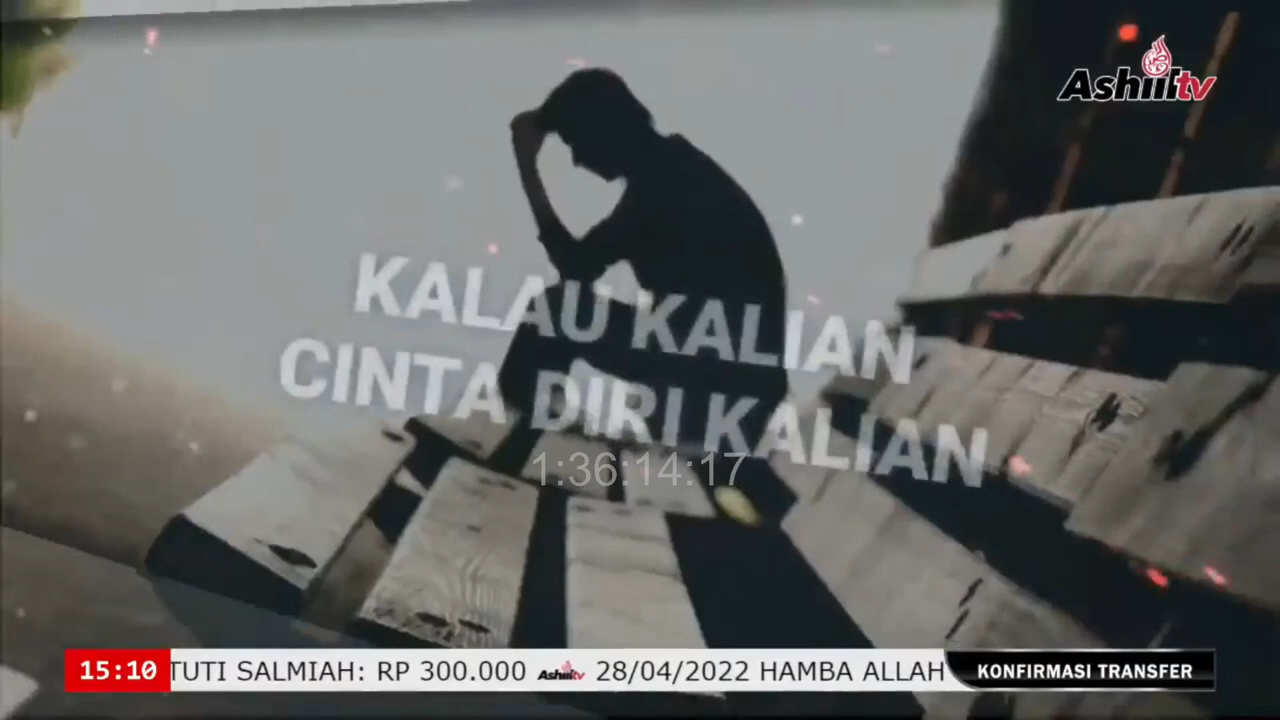 Ashiiltv
KALAU KALIAN
CINTA DIRI KALIAN
1:36:14:17
15:10 TUTI SALMIAH: RP 300.000 Ashiiltv 28/04/2022 HAMBA ALLAH KONFIRMASI TRANSFER